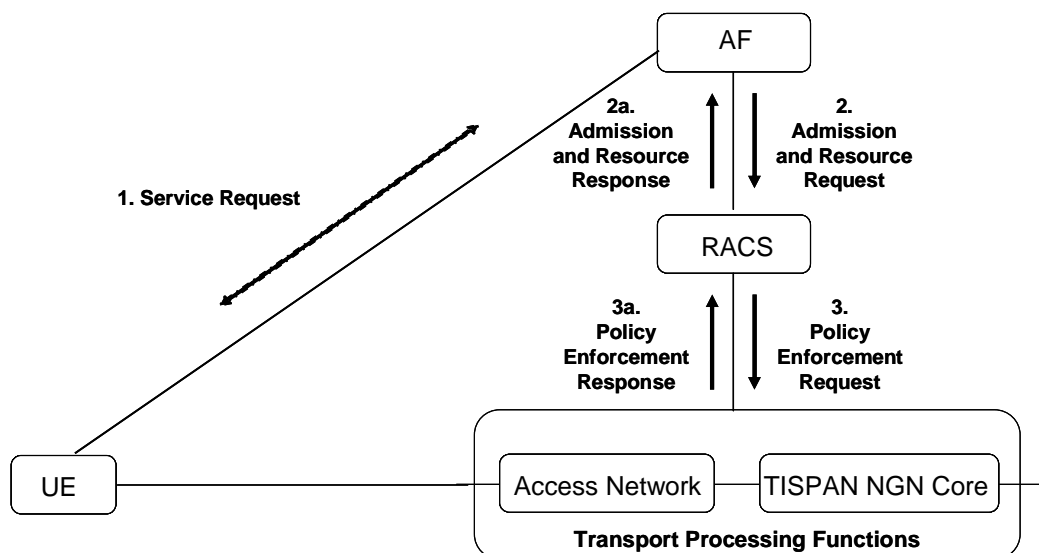 AF
2a.
Admission
and Resource
Response
2.
Admission
and Resource
Request
1. Service Request
RACS
3a.
Policy
Enforcement
Response
3.
Policy
Enforcement
Request
UE
Access Network
TISPAN NGN Core
Transport Processing Functions